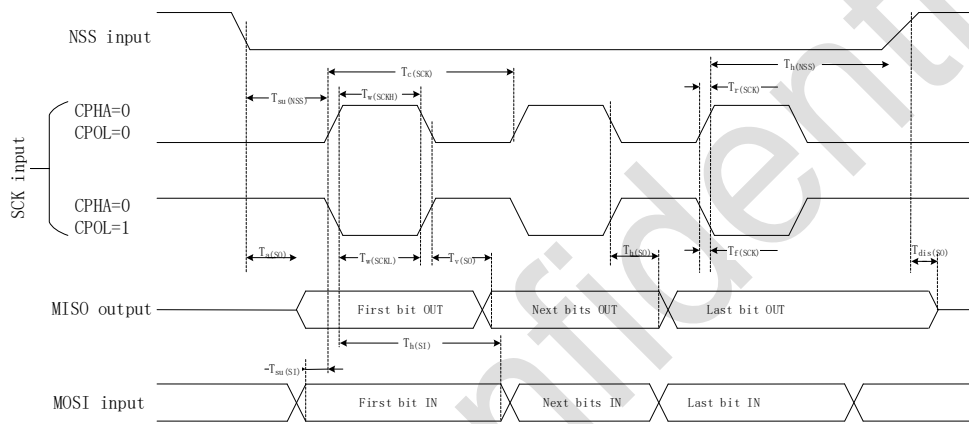 NSS input
Tc(SCK)
Th(NSS)
Tsu(NSS)
Tw(SCKH)
Tr(SCK)
CPHA=0
CPOL=0
SCK input
CPHA=0
CPOL=1
Ta(SO)
Tw(SCKL)
Tv(SO)
Th(SO)
Tf(SCK)
Tdis(SO)
MISO output
First bit OUT
Next bits OUT
Last bit OUT
Th(SI)
Tsu(SI)
MOSI input
First bit IN
Next bits IN
Last bit IN
nfident